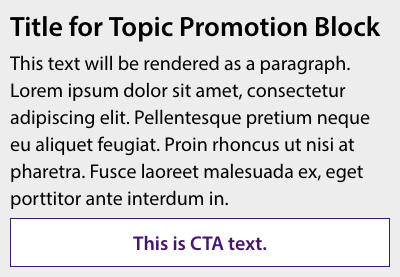 Title for Topic Promotion Block
This text will be rendered as a paragraph.
Lorem ipsum dolor sit amet, consectetur
adipiscing elit. Pellentesque pretium neque
eu aliquet feugiat. Proin rhoncus ut nisi at
pharetra. Fusce laoreet malesuada ex, eget
porttitor ante interdum in.
This is CTA text.